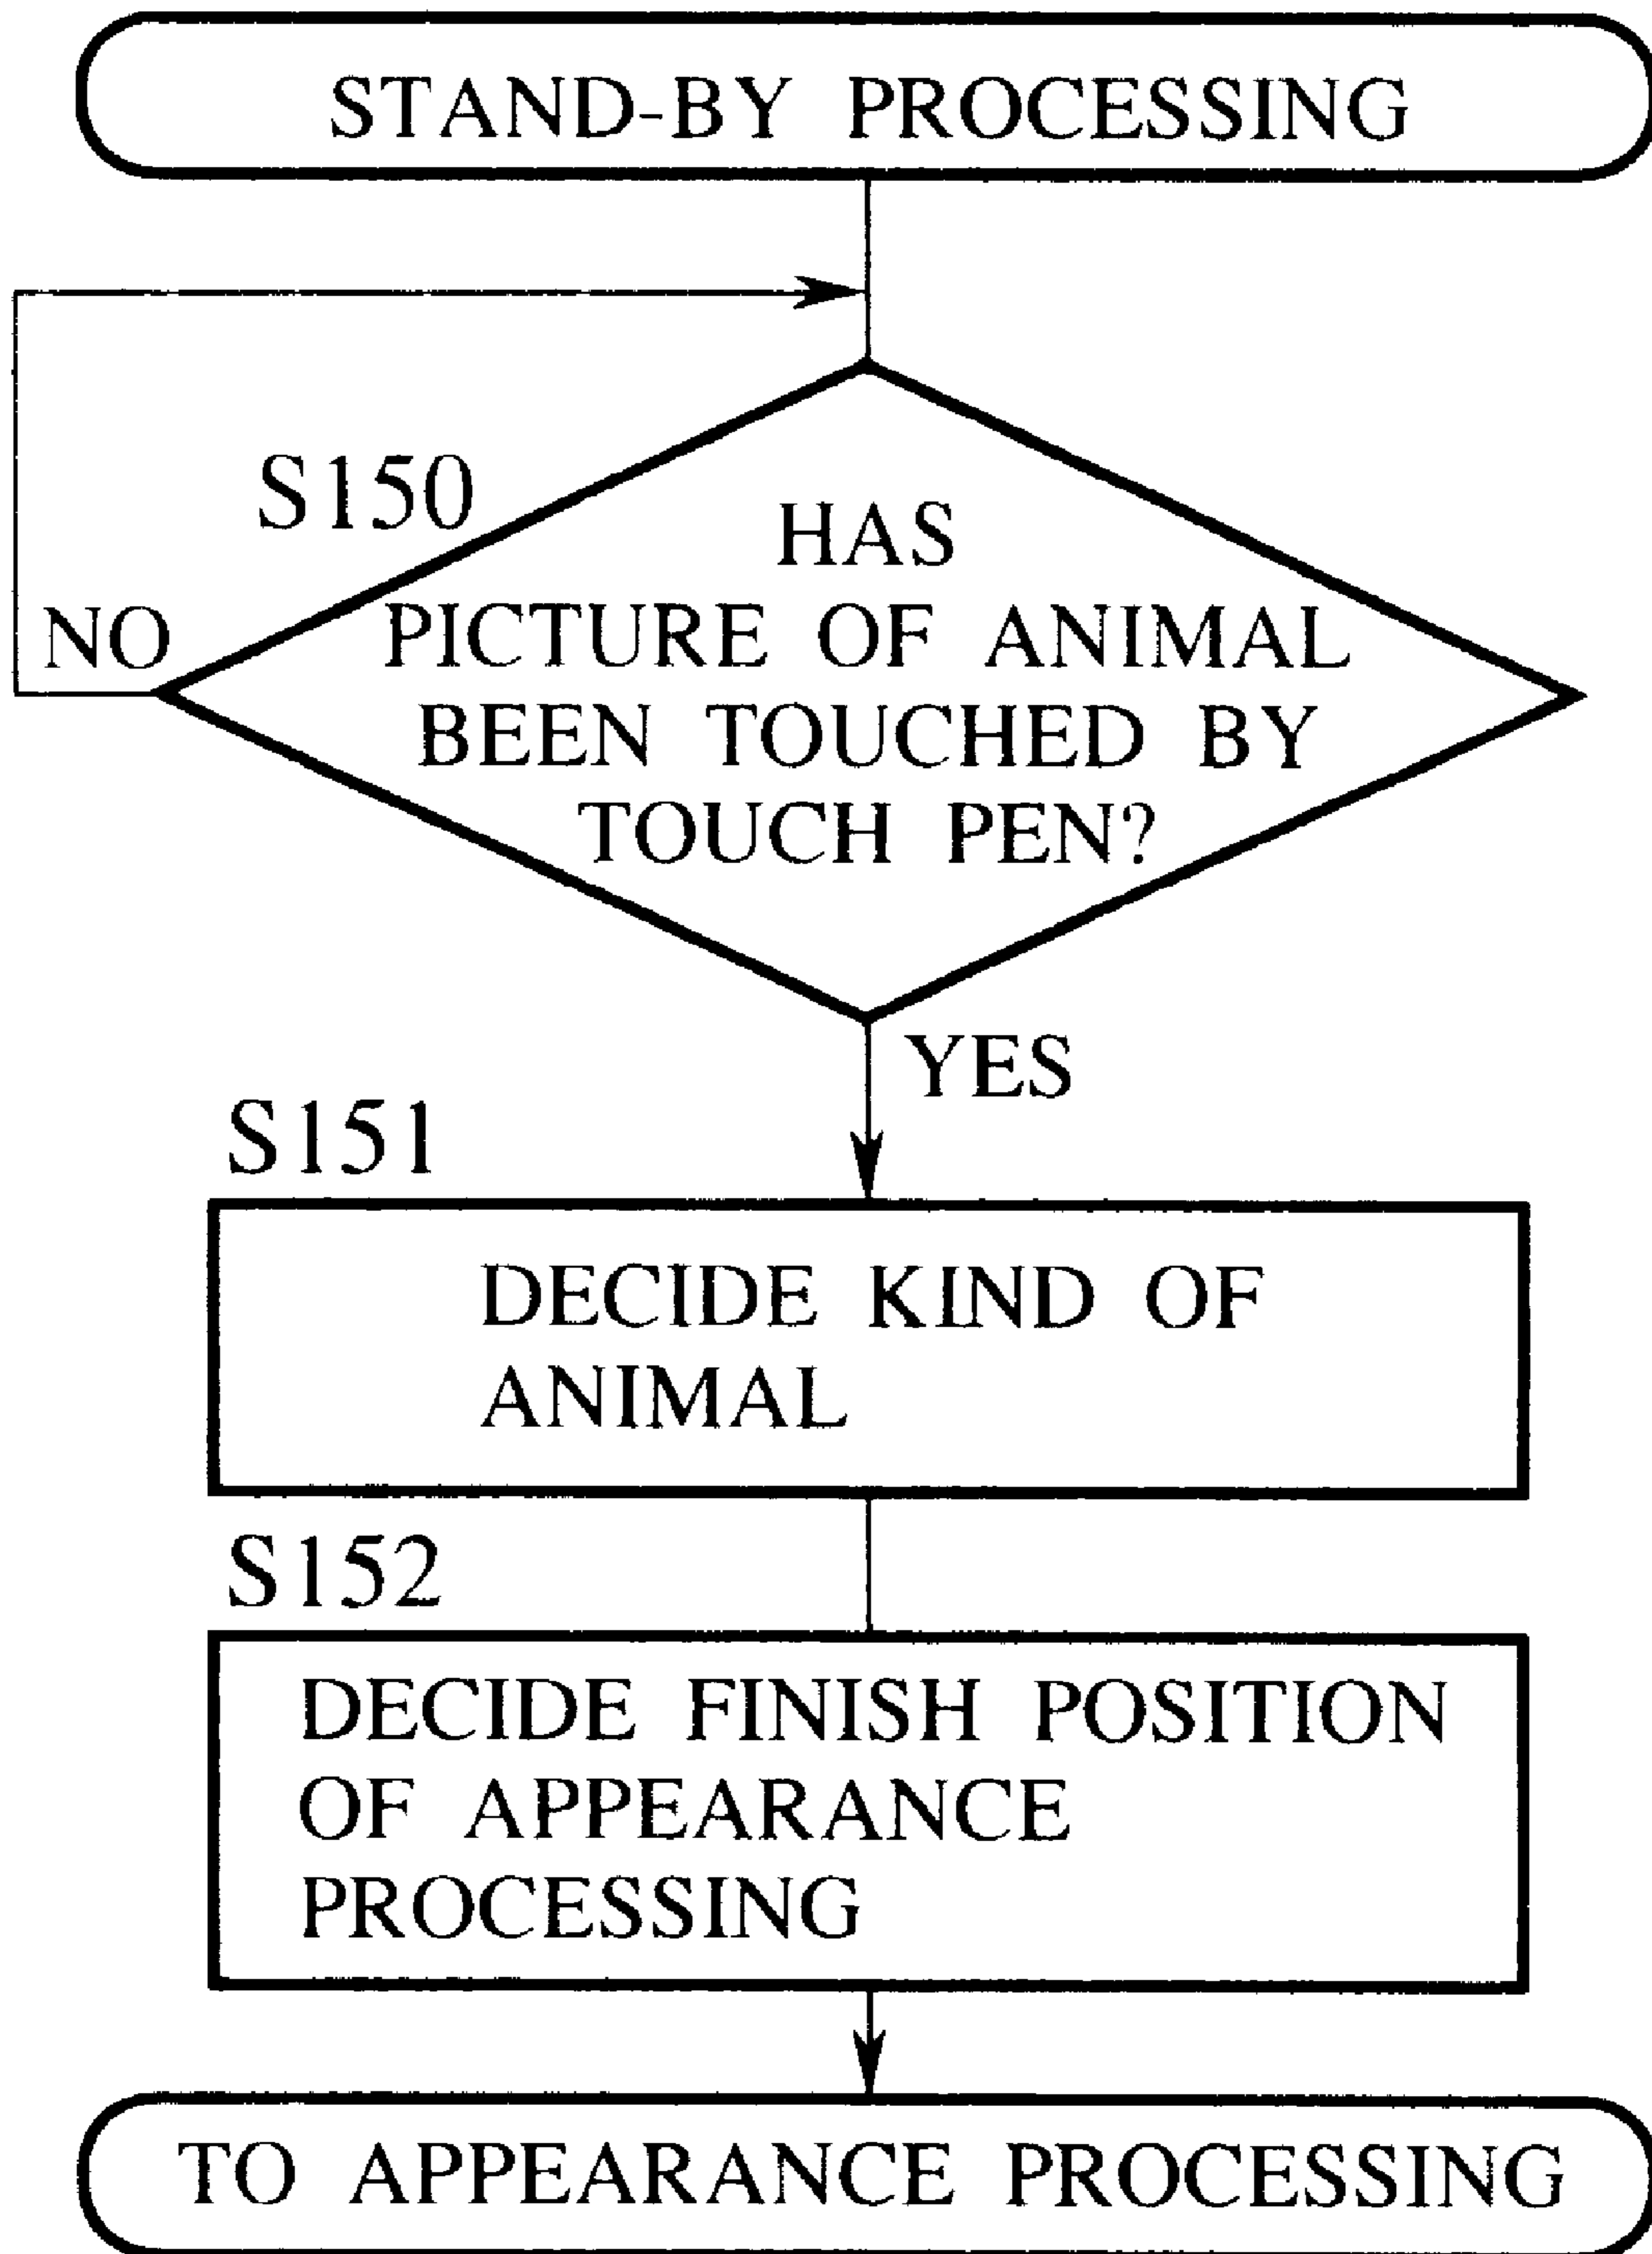 STAND-BY PROCESSING
S150
HAS
NO
PICTURE OF ANIMAL
BEEN TOUCHED BY
TOUCH PEN?
YES
S151
DECIDE KIND OF
ANIMAL
S152
DECIDE FINISH POSITION
OF APPEARANCE
PROCESSING
TO APPEARANCE PROCESSING